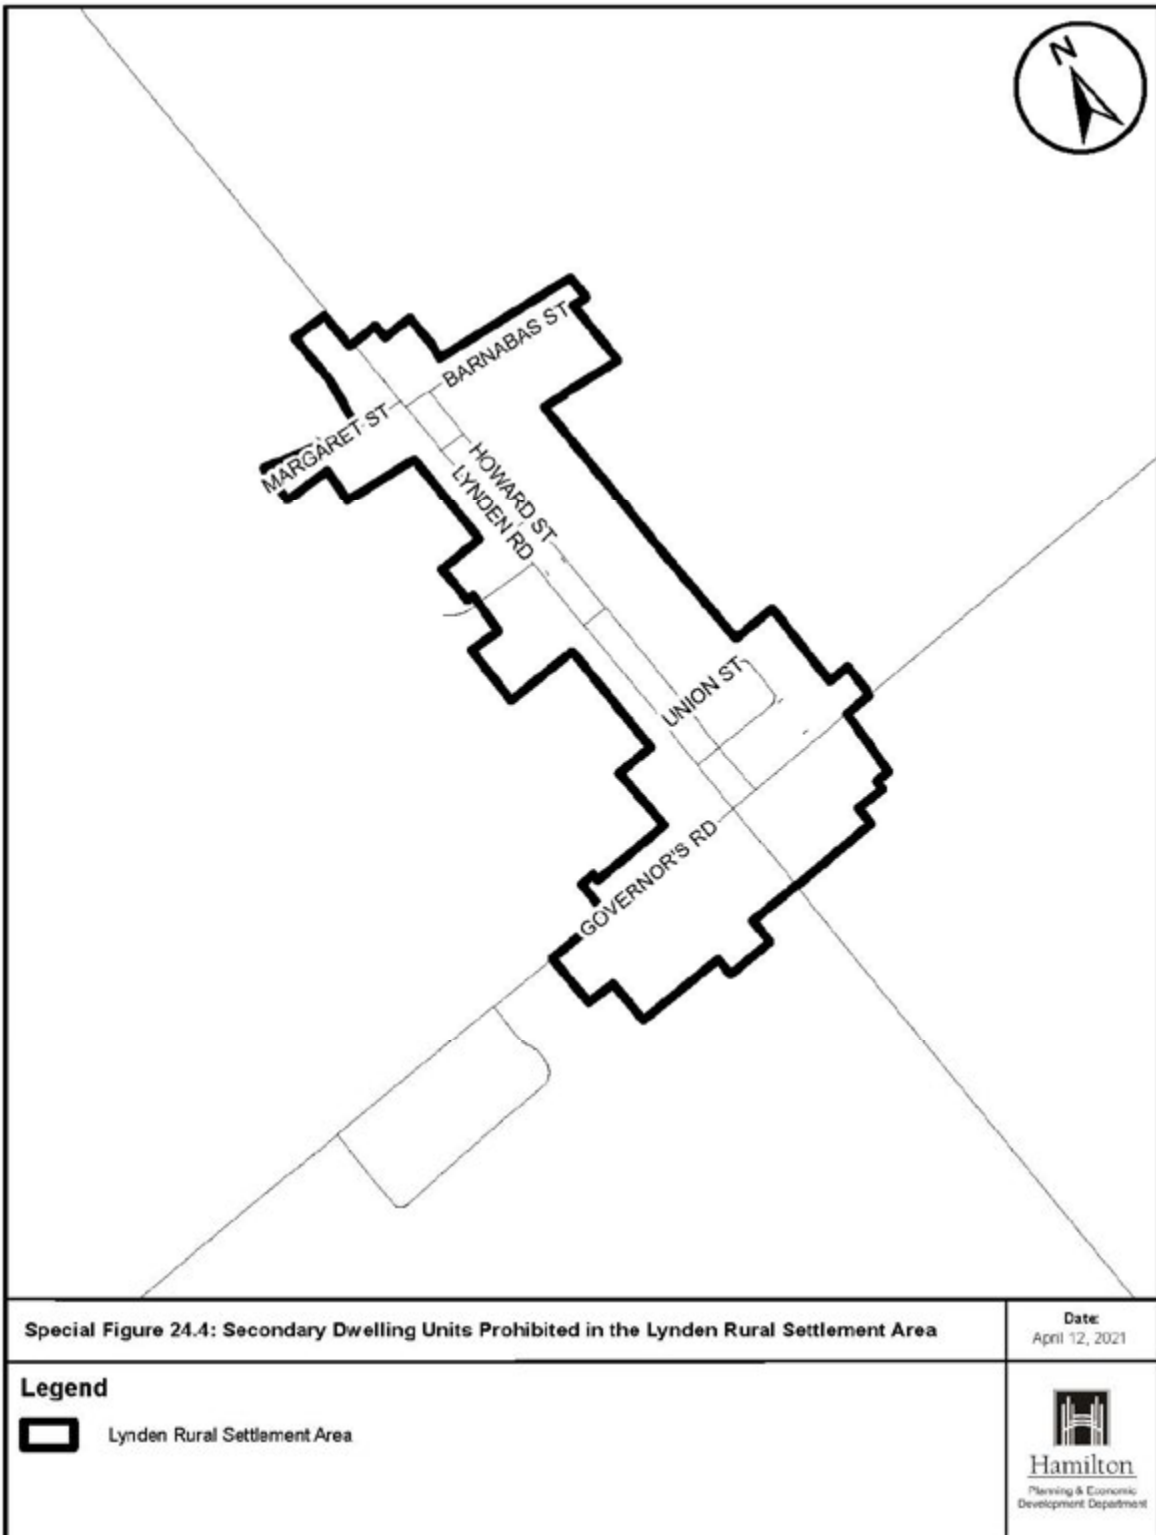 N
BARNABAS ST
MARGARET ST
HOWARD ST
LYNDEN RD
UNION ST
GOVERNOR'S RD
Special Figure 24.4: Secondary Dwelling Units Prohibited in the Lynden Rural Settlement Area
Date:
April 12, 2021
Legend
Lynden Rural Settlement Area
Hamilton
Planning & Economic
Development Department